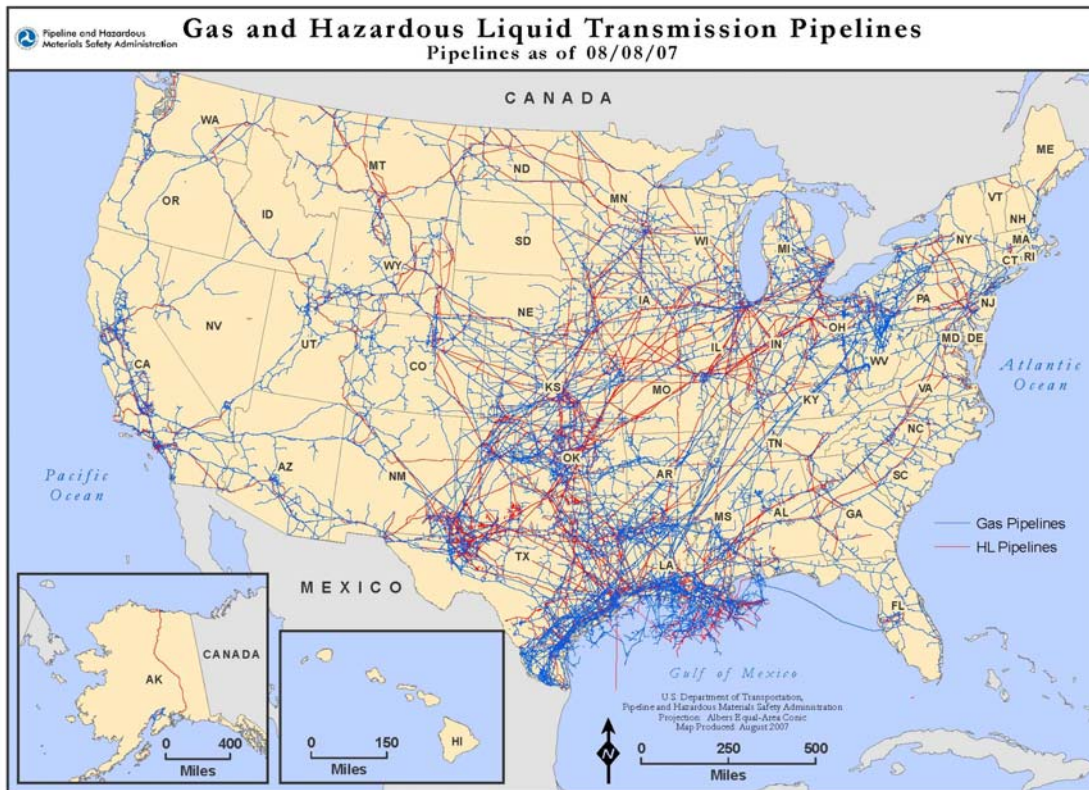 Pipeline and Hazardous
Materials Safety Administration
Gas and Hazardous Liquid Transmission Pipelines
Pipelines as of 08/08/07
CANADA
WA
MT
ND
MN
ME
VT
NH
OR
ID
SD
WI
MI
NY
MA
CT
RI
WY
IA
PA
NJ
NV
UT
NE
IL
IN
OH
MD
DE
CA
CO
KS
MO
WV
VA
KY
Atlantic
Ocean
AZ
NM
OK
AR
TN
NC
SC
Pacific
Ocean
TX
LA
MS
AL
GA
Gas Pipelines
HL Pipelines
MEXICO
FL
Gulf of Mexico
CANADA
AK
0 400
Miles
HI
0 150
Miles
U.S. Department of Transportation,
Pipeline and Hazardous Materials Safety Administration
Projection: Albers Equal-Area Conic
Map Produced: August 2007
N
0 250 500
Miles